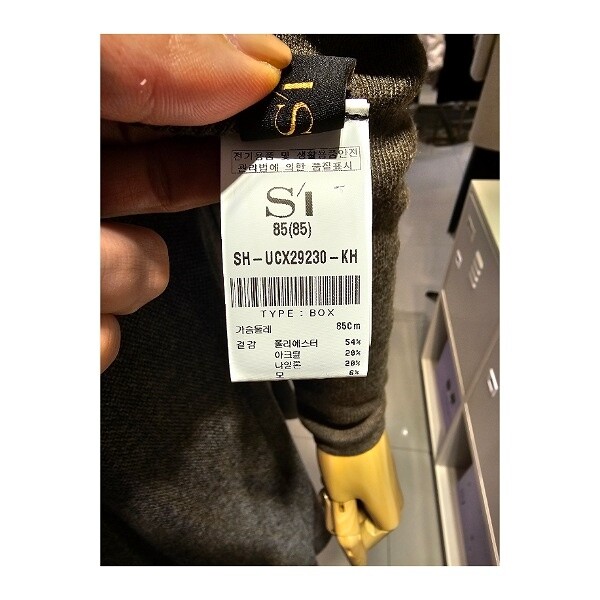 S/I
전기용품 및 생활용품안전
관리법에 의한 품질표시
S/I
85(85)
SH-UCX29230-KH
TYPE : BOX
가슴둘레 85Cm
겉감 폴리에스터 54%
아크릴 20%
나일론 20%
모 6%